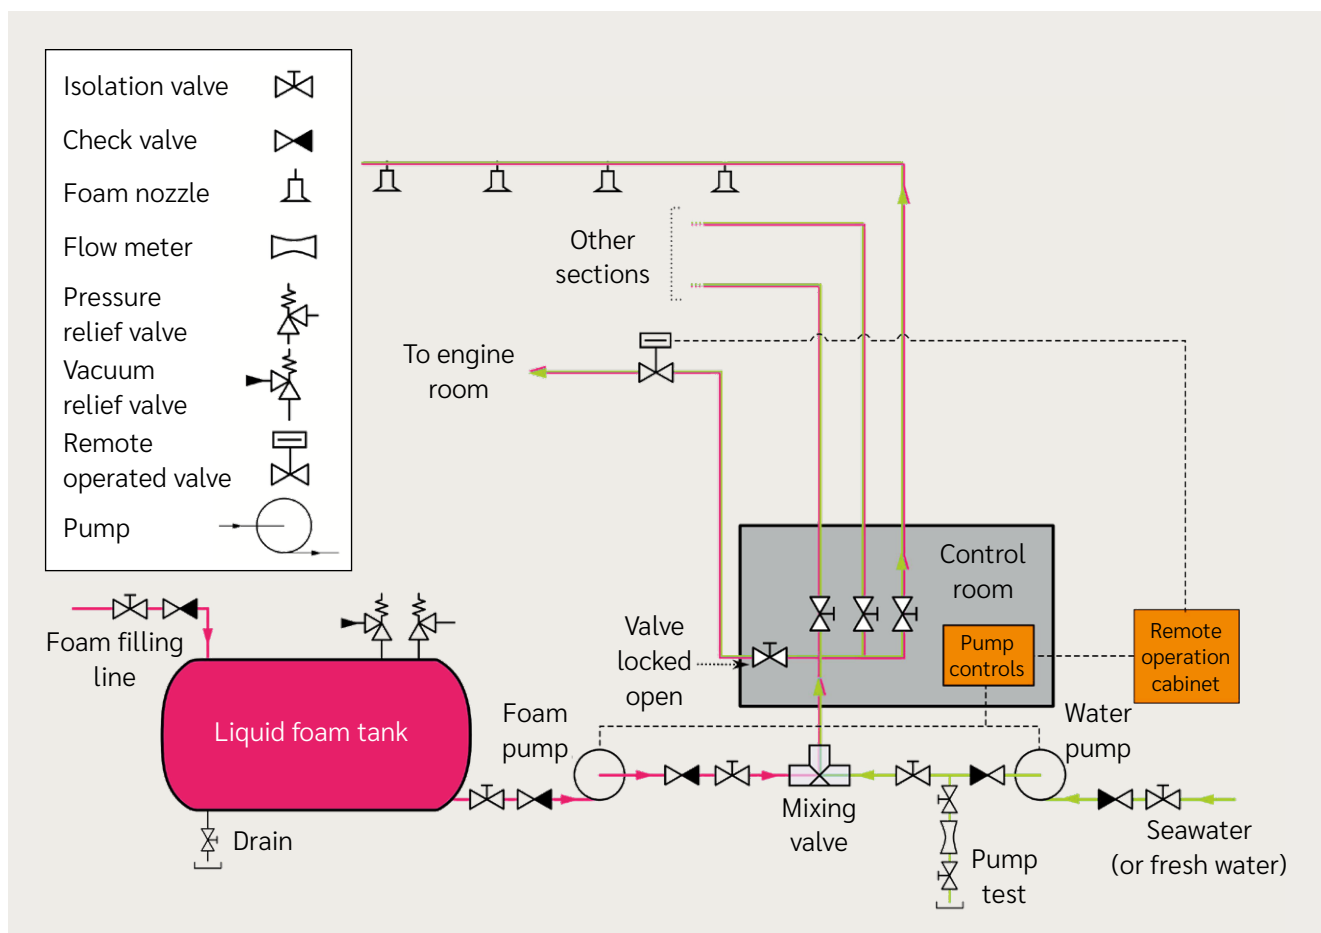 Isolation valve
Check valve
Foam nozzle
Flow meter
Pressure
relief valve
Vacuum
relief valve
Remote
operated valve
Pump
Other
sections
To engine
room
Control
room
Foam filling
line
Valve
locked
open
Pump
controls
Remote
operation
cabinet
Liquid foam tank
Foam
pump
Water
pump
Mixing
valve
Drain
Pump
test
Seawater
(or fresh water)